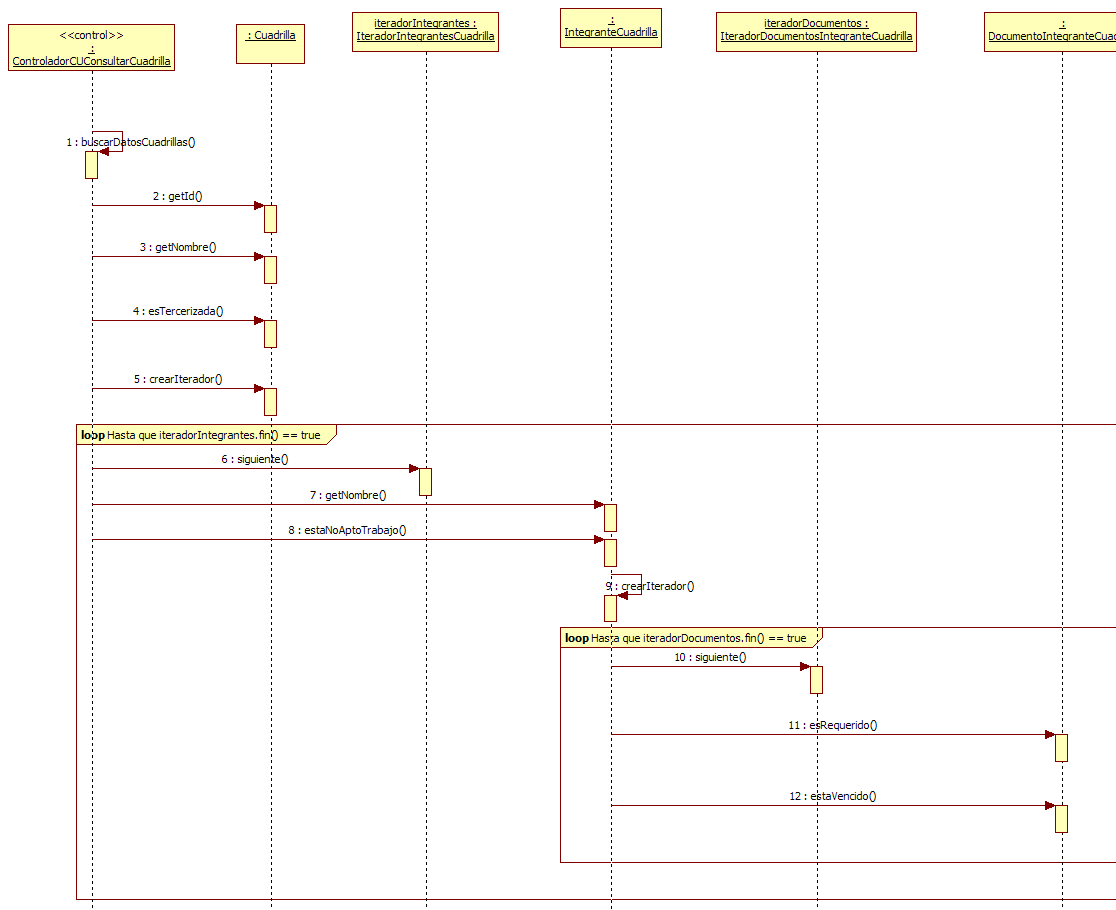 <<control>>
:
ControladorCUConsultarCuadrilla
: Cuadrilla
iteradorIntegrantes :
IteradorIntegrantesCuadrilla
:
IntegranteCuadrilla
iteradorDocumentos :
IteradorDocumentosIntegranteCuadrilla
:
DocumentoIntegranteCuad
1 : buscarDatosCuadrillas()
2 : getId()
3 : getNombre()
4 : esTercerizada()
5 : crearIterador()
loop Hasta que iteradorIntegrantes.fin() == true
6 : siguiente()
7 : getNombre()
8 : estaNoAptoTrabajo()
9 : crearIterador()
loop Hasta que iteradorDocumentos.fin() == true
10 : siguiente()
11 : esRequerido()
12 : estaVencido()